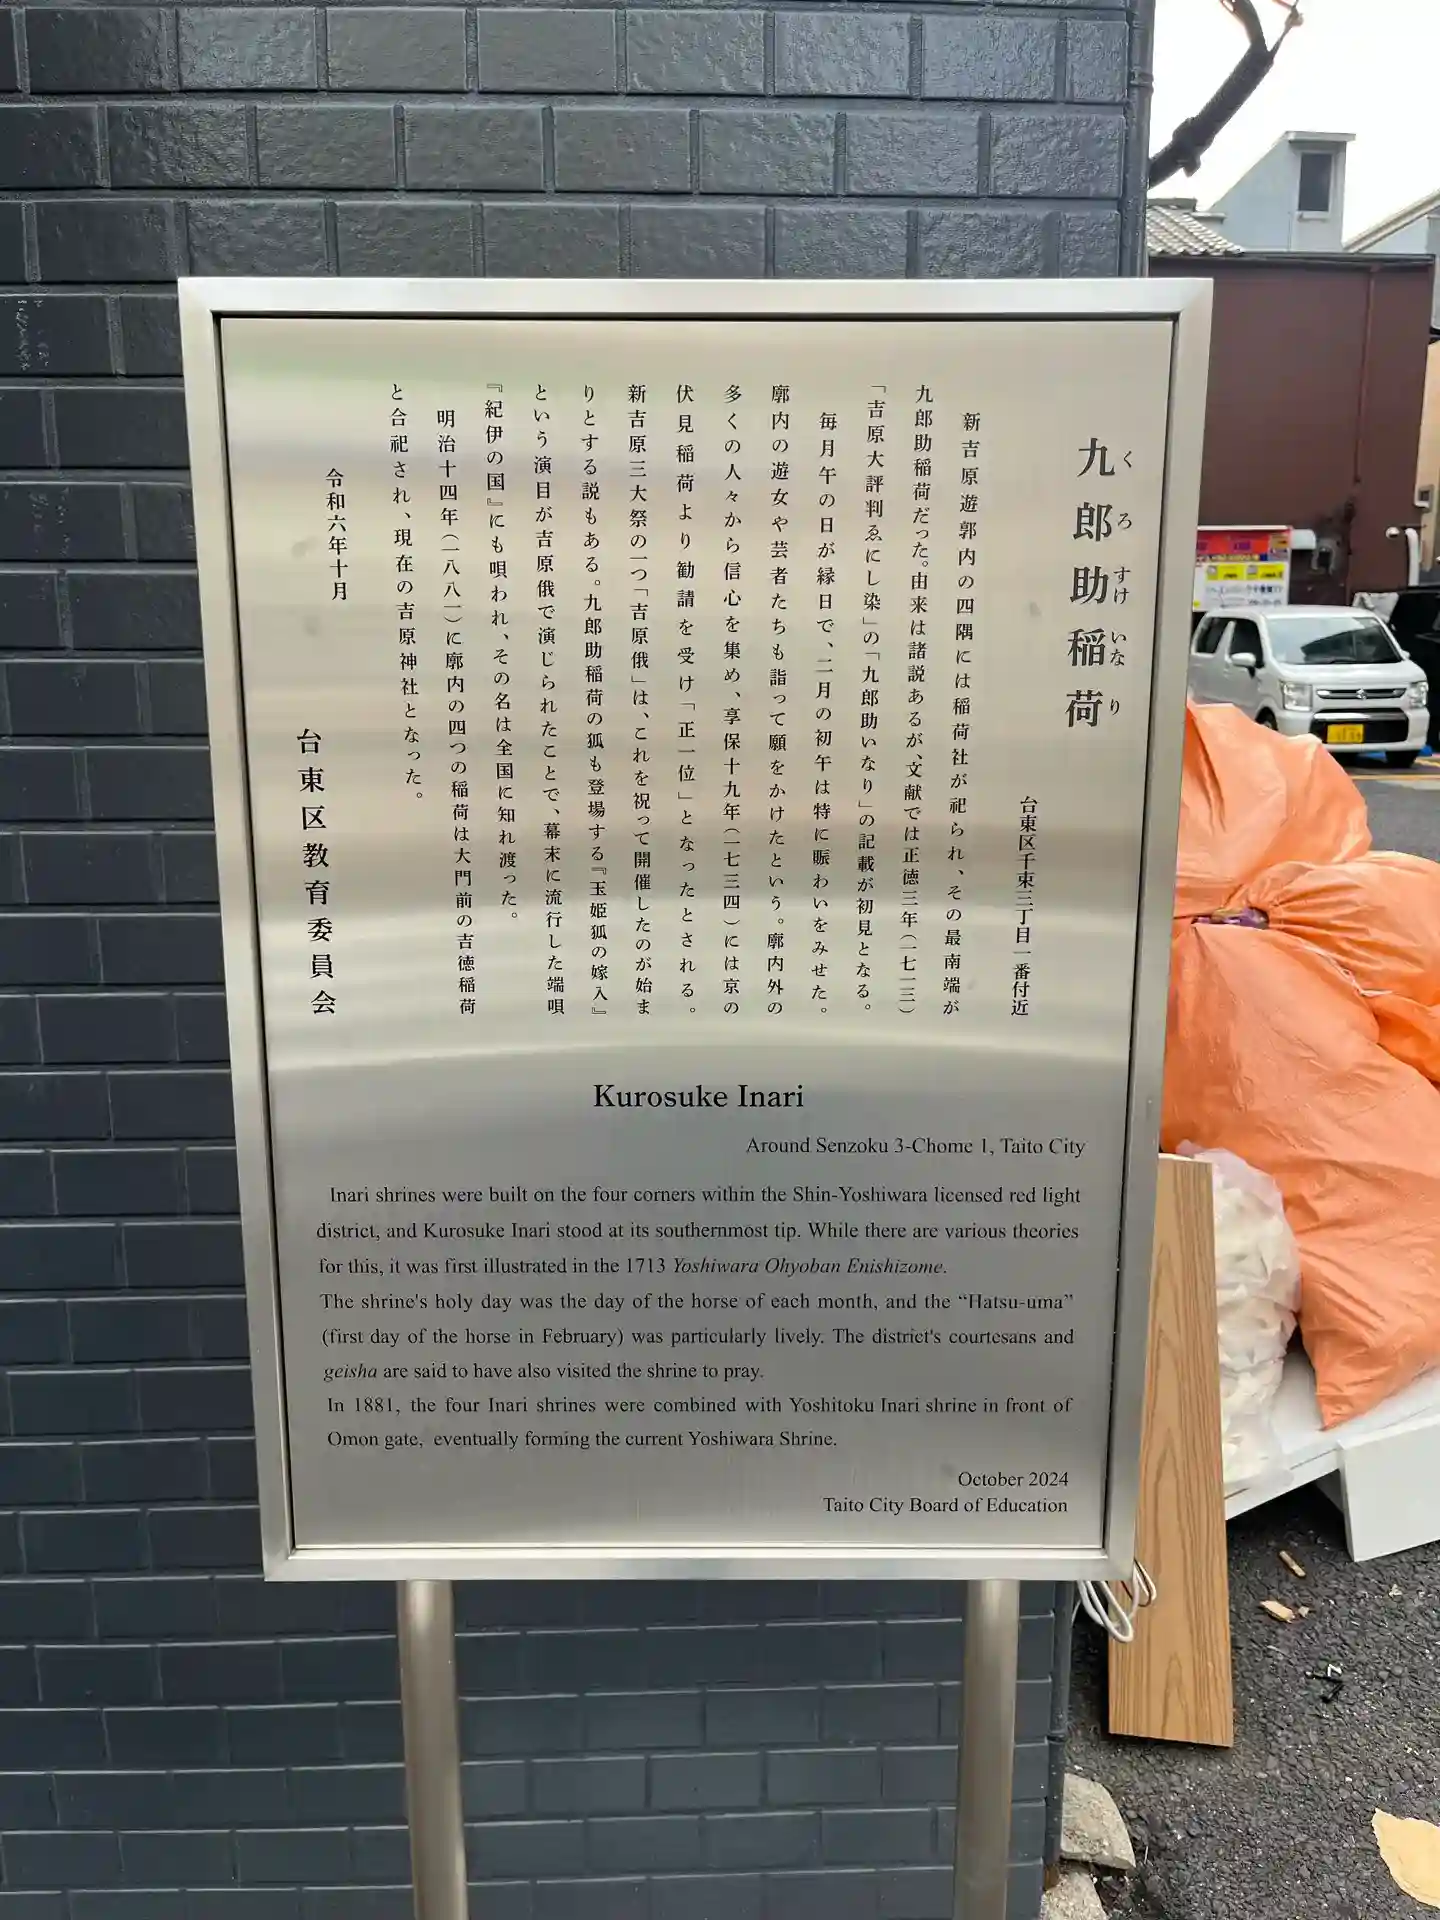 九郎助稲荷
くろすけいなり
台東区千束三丁目一番付近
新吉原遊郭内の四隅には稲荷社が祀られ、その最南端が
九郎助稲荷だった。由来は諸説あるが、文献では正徳三年(一七一三)
「吉原大評判ゑにし染」の「九郎助いなり」の記載が初見となる。
毎月午の日が縁日で、二月の初午は特に賑わいをみせた。
廓内の遊女や芸者たちも詣って願をかけたという。廓内外の
多くの人々から信心を集め、享保十九年(一七三四)には京の
伏見稲荷より勧請を受け「正一位」となったとされる。
新吉原三大祭の一つ「吉原俄」は、これを祝って開催したのが始ま
りとする説もある。九郎助稲荷の狐も登場する『玉姫狐の嫁入』
という演目が吉原俄で演じられたことで、幕末に流行した端唄
『紀伊の国』にも唄われ、その名は全国に知れ渡った。
明治十四年(一八八一)に廓内の四つの稲荷は大門前の吉徳稲荷
と合祀され、現在の吉原神社となった。
令和六年十月
台東区教育委員会
Kurosuke Inari
Around Senzoku 3-Chome 1, Taito City
Inari shrines were built on the four corners within the Shin-Yoshiwara licensed red light
district, and Kurosuke Inari stood at its southernmost tip. While there are various theories
for this, it was first illustrated in the 1713 Yoshiwara Ohyoban Enishizome.
The shrine's holy day was the day of the horse of each month, and the “Hatsu-uma”
(first day of the horse in February) was particularly lively. The district's courtesans and
geisha are said to have also visited the shrine to pray.
In 1881, the four Inari shrines were combined with Yoshitoku Inari shrine in front of
Omon gate, eventually forming the current Yoshiwara Shrine.
October 2024
Taito City Board of Education